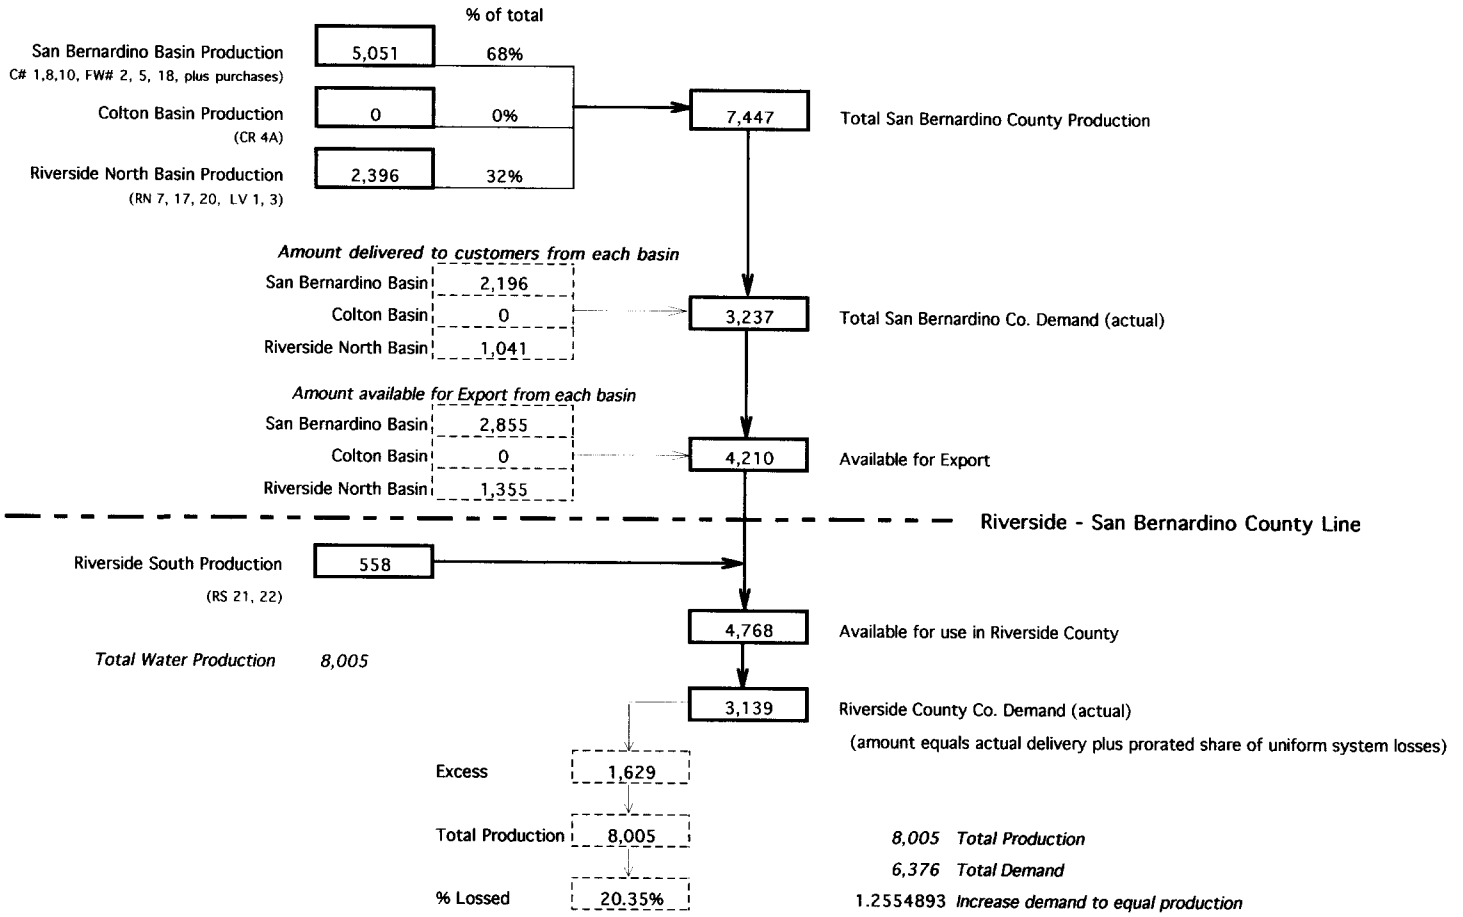 % of total
San Bernardino Basin Production 5,051 68%
C# 1,8,10, FW# 2, 5, 18, plus purchases)
Colton Basin Production 0 0% 7,447 Total San Bernardino County Production
(CR 4A)
Riverside North Basin Production 2,396 32%
(RN 7, 17, 20, LV 1, 3)
Amount delivered to customers from each basin
San Bernardino Basin 2,196
Colton Basin 0 3,237 Total San Bernardino Co. Demand (actual)
Riverside North Basin 1,041
Amount available for Export from each basin
San Bernardino Basin 2,855
Colton Basin 0 4,210 Available for Export
Riverside North Basin 1,355
Riverside - San Bernardino County Line
Riverside South Production 558
(RS 21, 22)
4,768 Available for use in Riverside County
Total Water Production 8,005
3,139 Riverside County Co. Demand (actual)
(amount equals actual delivery plus prorated share of uniform system losses)
Excess 1,629
Total Production 8,005 8,005 Total Production
6,376 Total Demand
% Lossed 20.35% 1.2554893 Increase demand to equal production